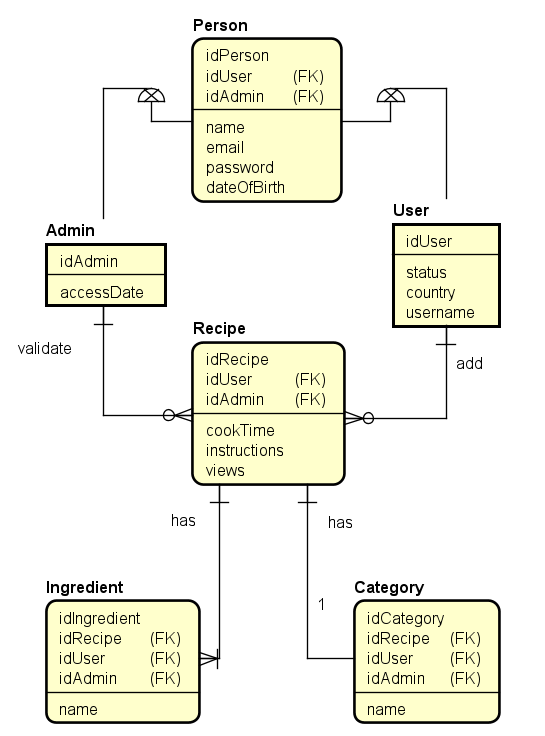 Person
idPerson
idUser (FK)
idAdmin (FK)
name
email
password
dateOfBirth
Admin
idAdmin
accessDate
User
idUser
status
country
username
validate
add
Recipe
idRecipe
idUser (FK)
idAdmin (FK)
cookTime
instructions
views
has
has
1
Ingredient
idIngredient
idRecipe (FK)
idUser (FK)
idAdmin (FK)
name
Category
idCategory
idRecipe (FK)
idUser (FK)
idAdmin (FK)
name